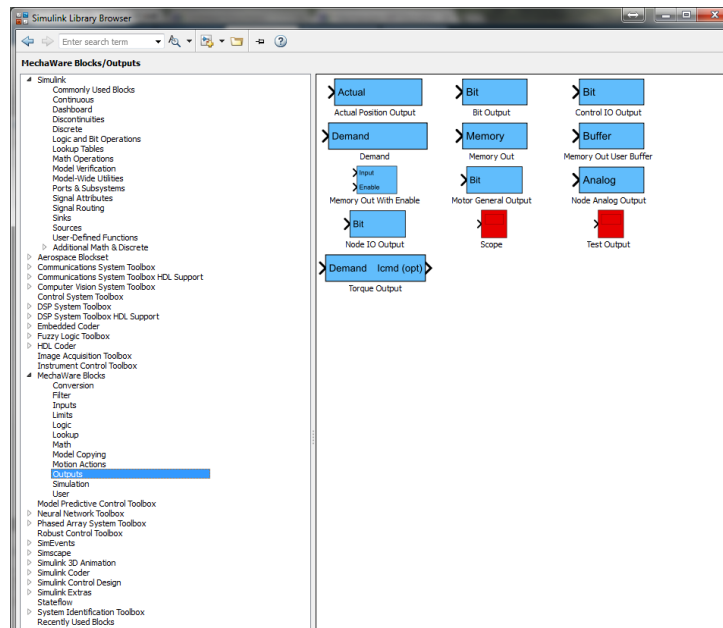 Simulink Library Browser
Enter search term
MechaWare Blocks/Outputs
Simulink
Commonly Used Blocks
Continuous
Dashboard
Discontinuities
Discrete
Logic and Bit Operations
Lookup Tables
Math Operations
Model Verification
Model-Wide Utilities
Ports & Subsystems
Signal Attributes
Signal Routing
Sinks
Sources
User-Defined Functions
Additional Math & Discrete
Aerospace Blockset
Communications System Toolbox
Communications System Toolbox HDL Support
Computer Vision System Toolbox
Control System Toolbox
DSP System Toolbox
DSP System Toolbox HDL Support
Embedded Coder
Fuzzy Logic Toolbox
HDL Coder
Image Acquisition Toolbox
Instrument Control Toolbox
MechaWare Blocks
Conversion
Filter
Inputs
Limits
Logic
Lookup
Math
Model Copying
Motion Actions
Outputs
Simulation
User
Model Predictive Control Toolbox
Neural Network Toolbox
Phased Array System Toolbox
Robust Control Toolbox
SimEvents
Simscape
Simulink 3D Animation
Simulink Coder
Simulink Control Design
Simulink Extras
Stateflow
System Identification Toolbox
Recently Used Blocks
Actual
Bit
Bit
Actual Position Output
Bit Output
Control IO Output
Demand
Memory
Buffer
Demand
Memory Out
Memory Out User Buffer
Input
Enable
Bit
Analog
Memory Out With Enable
Motor General Output
Node Analog Output
Bit
Node IO Output
Scope
Test Output
Demand Icmd (opt)
Torque Output